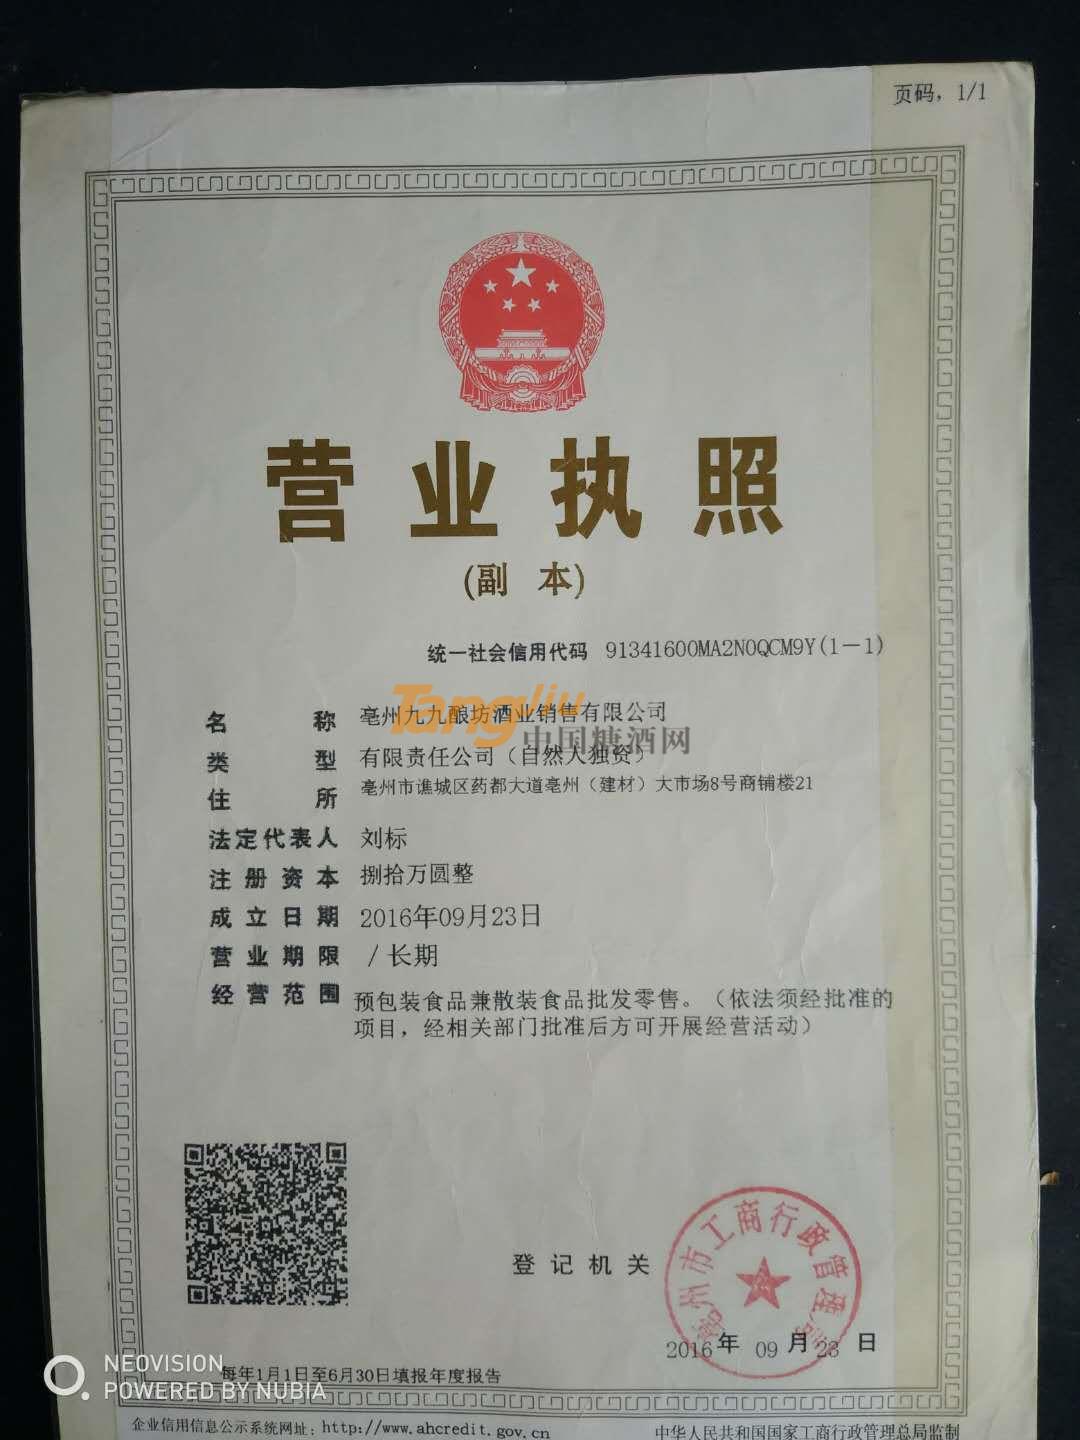 页码，1/1
营业执照
(副 本)
统一社会信用代码 91341600MA2N0QCM9Y(1－1)
名 称 亳州九九酿坊酒业销售有限公司
Tangjiu.com
中国糖酒网
类 型 有限责任公司（自然人独资）
住 所 亳州市谯城区药都大道亳州（建材）大市场8号商铺楼21
法定代表人 刘标
注册资本 捌拾万圆整
成立日期 2016年09月23日
营业期限 /长期
经营范围 预包装食品兼散装食品批发零售。（依法须经批准的
项目，经相关部门批准后方可开展经营活动）
登记机关
亳州市工商行政管理局
2016 年 09 月 23 日
每年1月1日至6月30日填报年度报告
NEOVISION
POWERED BY NUBIA
企业信用信息公示系统网址：http://www.ahcredit.gov.cn
中华人民共和国国家工商行政管理总局监制